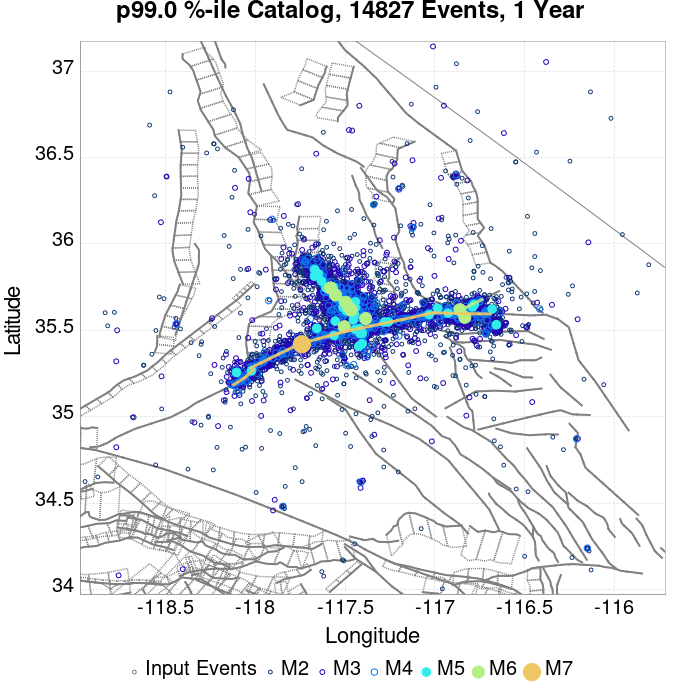 p99.0 %-ile Catalog, 14827 Events, 1 Year
37
36.5
36
35.5
35
34.5
34
Latitude
-118.5 -118 -117.5 -117 -116.5 -116
Longitude
Input Events M2 M3 M4 M5 M6 M7